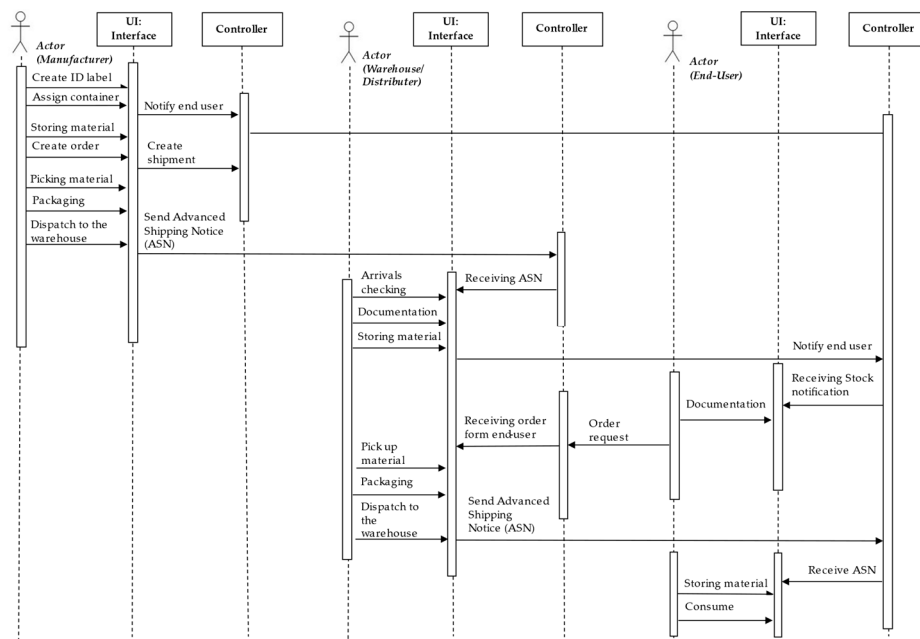 UI:
Interface
Controller
Actor
(Manufacturer)
Create ID label
Assign container
Notify end user
Storing material
Create order
Create
shipment
Picking material
Packaging
Dispatch to the
warehouse
Send Advanced
Shipping Notice
(ASN)
UI:
Interface
Controller
Actor
(Warehouse/
Distributer)
Arrivals
checking
Receiving ASN
Documentation
Storing material
Notify end user
Receiving order
form end-user
Order
request
Pick up
material
Packaging
Dispatch to
the
warehouse
Send Advanced
Shipping
Notice (ASN)
UI:
Interface
Controller
Actor
(End-User)
Receiving Stock
notification
Documentation
Receive ASN
Storing material
Consume